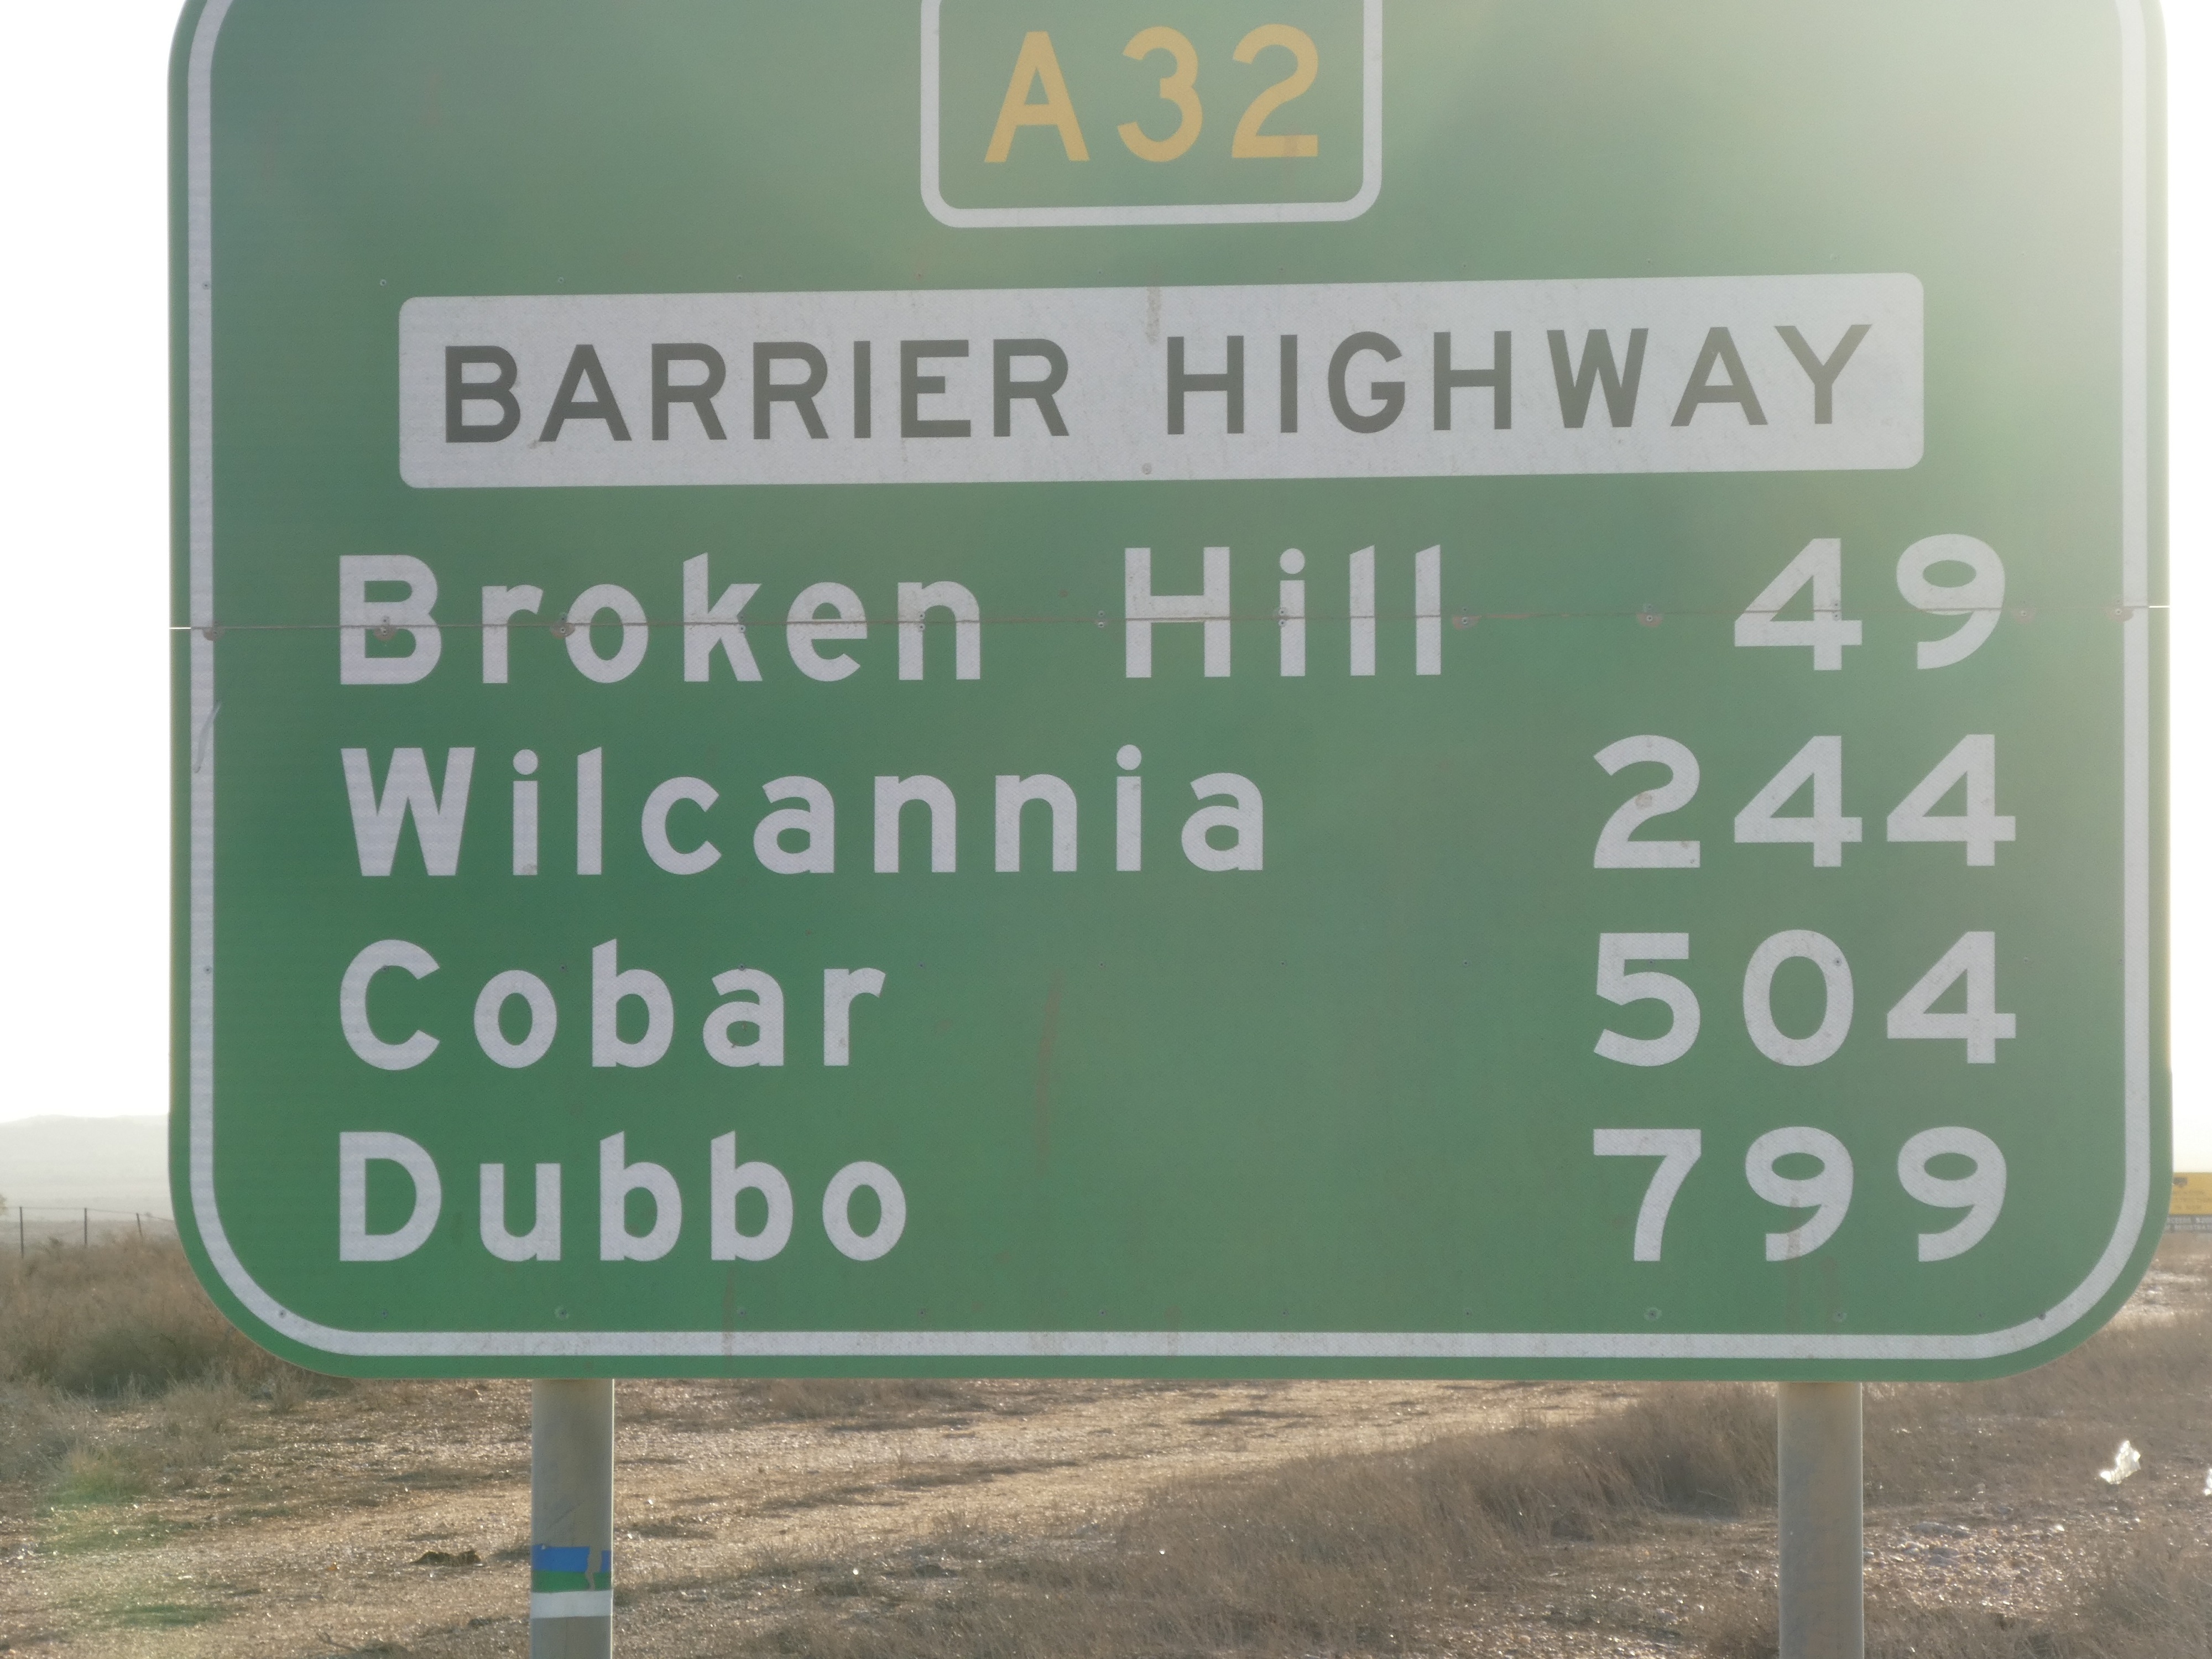 A32
BARRIER HIGHWAY
Broken Hill 49
Wilcannia 244
Cobar 504
Dubbo 799